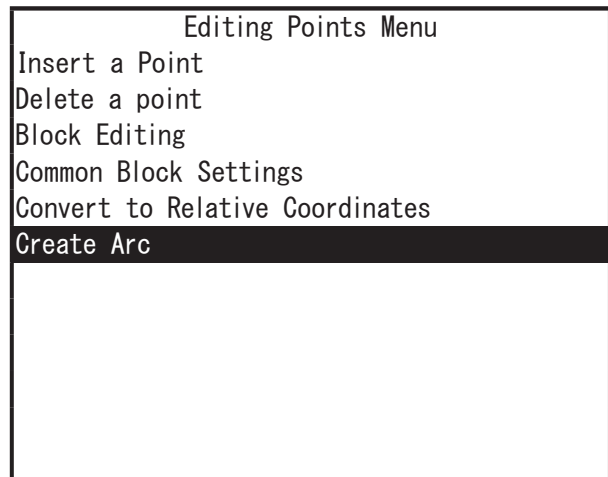 Editing Points Menu
Insert a Point
Delete a point
Block Editing
Common Block Settings
Convert to Relative Coordinates
Create Arc